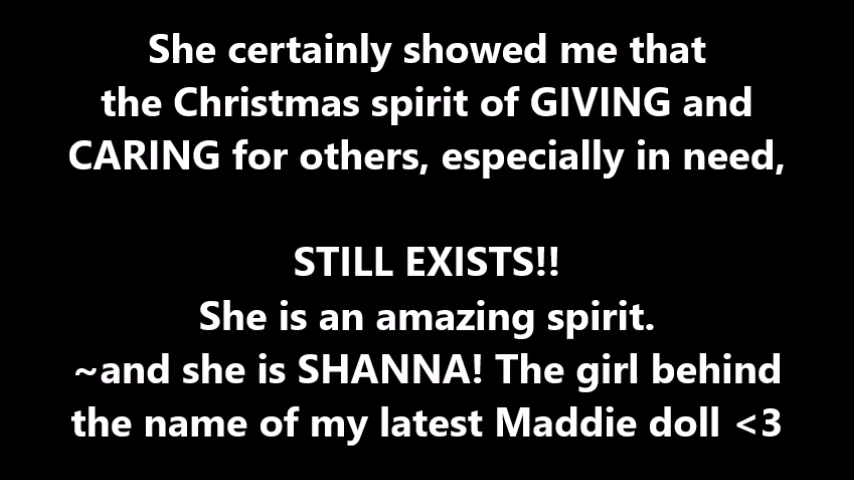 She certainly showed me that
the Christmas spirit of GIVING and
CARING for others, especially in need,
STILL EXISTS!!
She is an amazing spirit.
~and she is SHANNA! The girl behind
the name of my latest Maddie doll <3